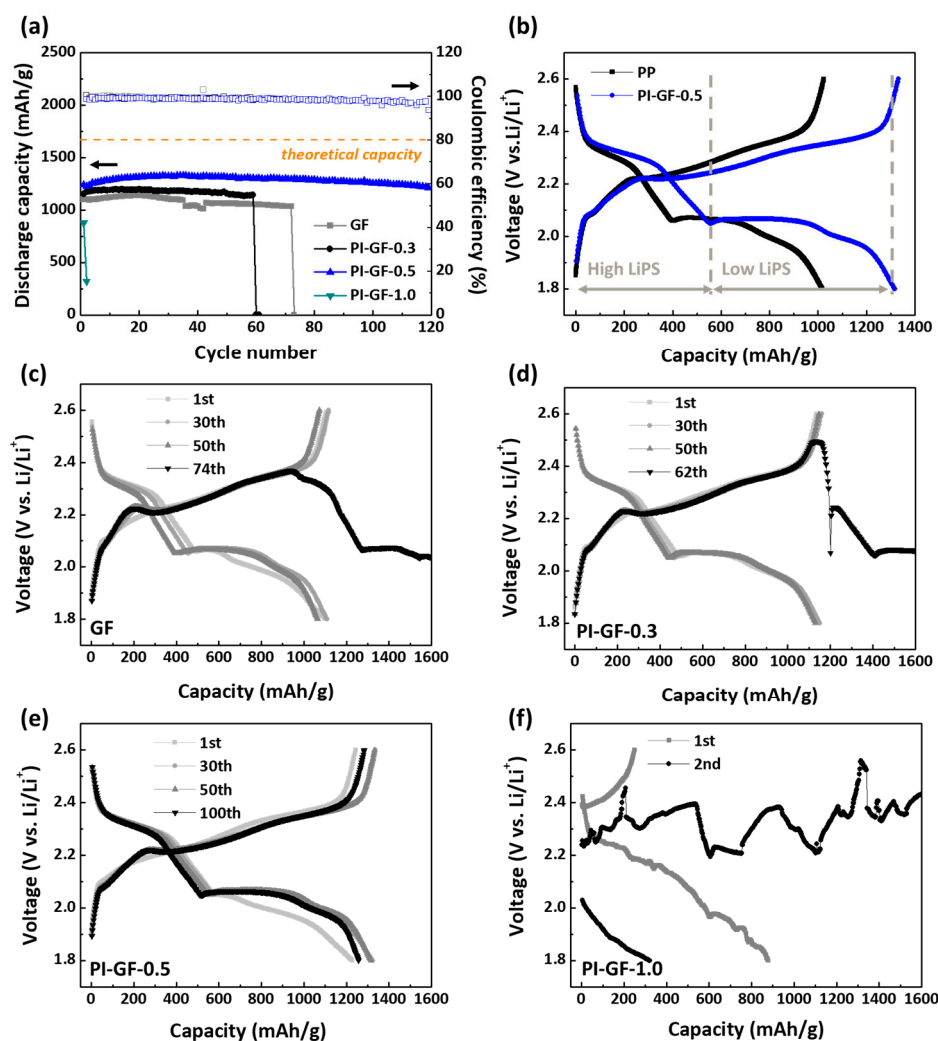 (a)
2500
2000
1500
1000
500
0
0 20 40 60 80 100 120
120
100
80
60
40
20
0
Discharge capacity (mAh/g)
Coulombic efficiency (%)
Cycle number
theoretical capacity
GF
PI-GF-0.3
PI-GF-0.5
PI-GF-1.0
(b)
2.6
2.4
2.2
2.0
1.8
0 200 400 600 800 1000 1200 1400
Voltage (V vs.Li/Li+)
Capacity (mAh/g)
PP
PI-GF-0.5
High LiPS
Low LiPS
(c)
2.6
2.4
2.2
2.0
1.8
0 200 400 600 800 1000 1200 1400 1600
Voltage (V vs. Li/Li+)
Capacity (mAh/g)
1st
30th
50th
74th
GF
(d)
2.6
2.4
2.2
2.0
1.8
0 200 400 600 800 1000 1200 1400 1600
Voltage (V vs. Li/Li+)
Capacity (mAh/g)
1st
30th
50th
62th
PI-GF-0.3
(e)
2.6
2.4
2.2
2.0
1.8
0 200 400 600 800 1000 1200 1400 1600
Voltage (V vs. Li/Li+)
Capacity (mAh/g)
1st
30th
50th
100th
PI-GF-0.5
(f)
2.6
2.4
2.2
2.0
1.8
0 200 400 600 800 1000 1200 1400 1600
Voltage (V vs. Li/Li+)
Capacity (mAh/g)
1st
2nd
PI-GF-1.0